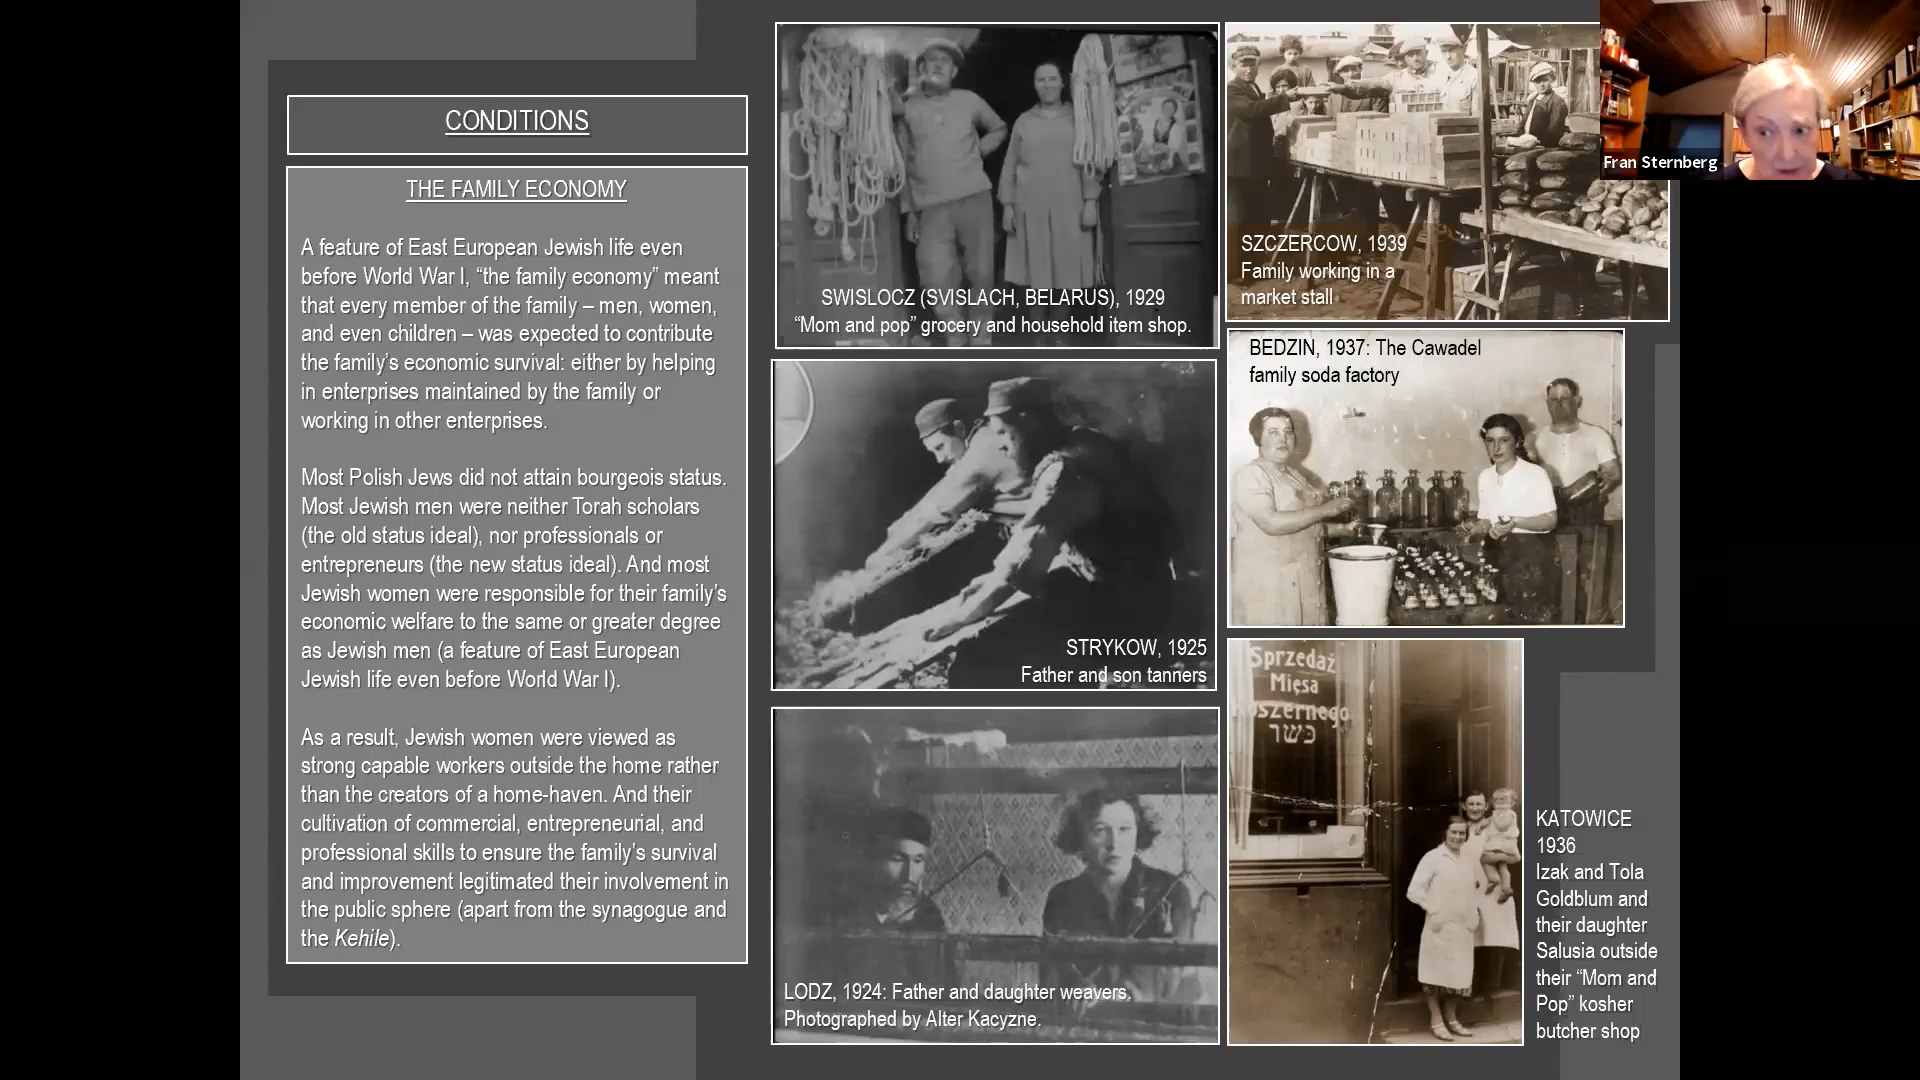 CONDITIONS
THE FAMILY ECONOMY
A feature of East European Jewish life even
before World War I, “the family economy” meant
that every member of the family – men, women,
and even children – was expected to contribute
the family’s economic survival: either by helping
in enterprises maintained by the family or
working in other enterprises.
Most Polish Jews did not attain bourgeois status.
Most Jewish men were neither Torah scholars
(the old status ideal), nor professionals or
entrepreneurs (the new status ideal). And most
Jewish women were responsible for their family’s
economic welfare to the same or greater degree
as Jewish men (a feature of East European
Jewish life even before World War I).
As a result, Jewish women were viewed as
strong capable workers outside the home rather
than the creators of a home-haven. And their
cultivation of commercial, entrepreneurial, and
professional skills to ensure the family’s survival
and improvement legitimated their involvement in
the public sphere (apart from the synagogue and
the Kehile).
SWISLOCZ (SVISLACH, BELARUS), 1929
“Mom and pop” grocery and household item shop.
STRYKOW, 1925
Father and son tanners
LODZ, 1924: Father and daughter weavers.
Photographed by Alter Kacyzne.
SZCZERCOW, 1939
Family working in a
market stall
BEDZIN, 1937: The Cawadel
family soda factory
Sprzedaż
Mięsa
Koszernego
כשר
KATOWICE
1936
Izak and Tola
Goldblum and
their daughter
Salusia outside
their “Mom and
Pop” kosher
butcher shop
Fran Sternberg